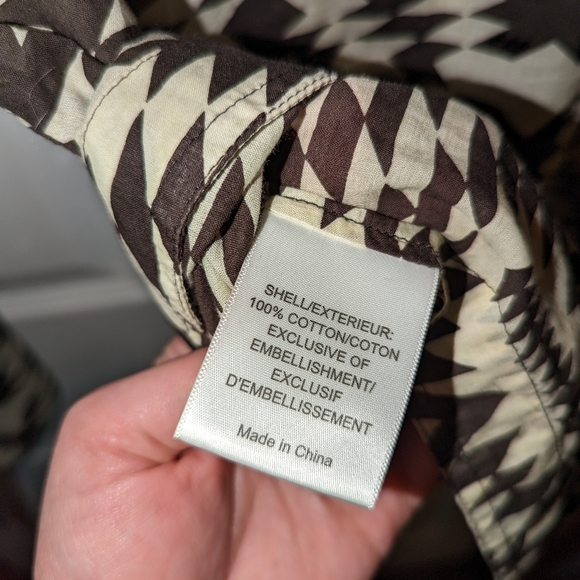 SHELL/EXTERIEUR:
100% COTTON/COTON
EXCLUSIVE OF
EMBELLISHMENT/
EXCLUSIF
D'EMBELLISSEMENT
Made in China